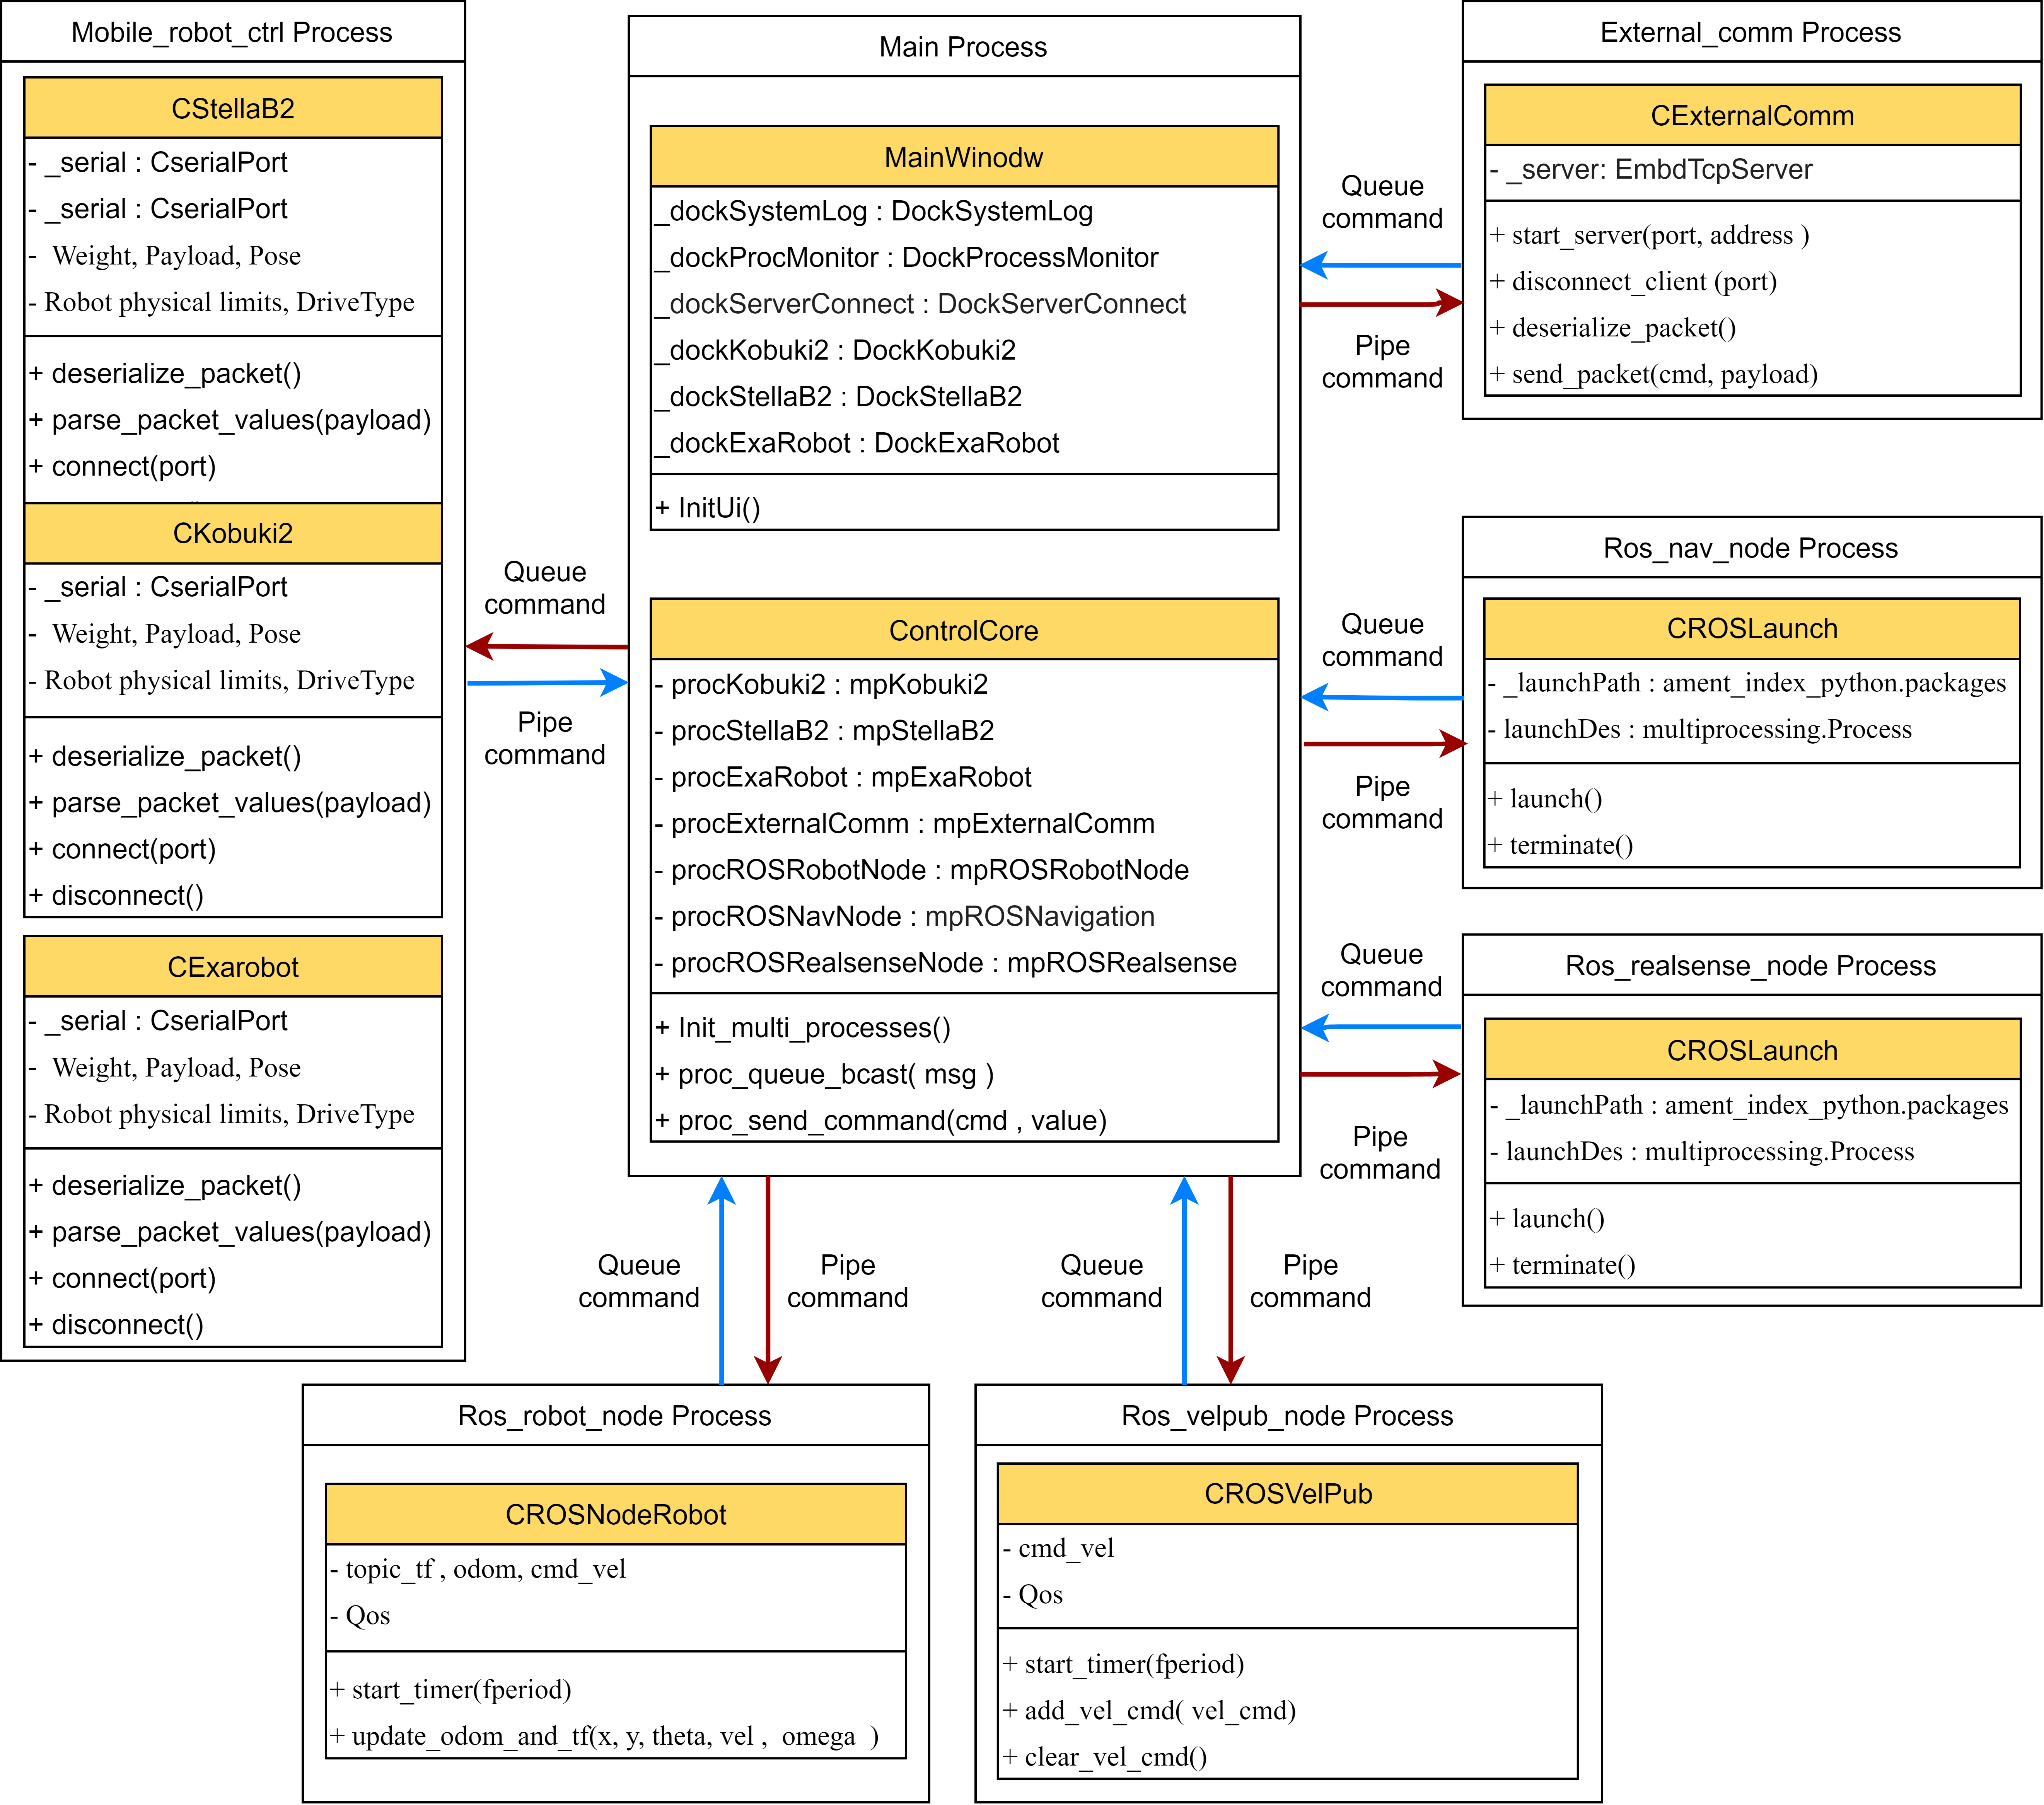 Mobile_robot_ctrl Process
CStellaB2
- _serial : CserialPort
- _serial : CserialPort
- Weight, Payload, Pose
- Robot physical limits, DriveType
+ deserialize_packet()
+ parse_packet_values(payload)
+ connect(port)
CKobuki2
- _serial : CserialPort
- Weight, Payload, Pose
- Robot physical limits, DriveType
+ deserialize_packet()
+ parse_packet_values(payload)
+ connect(port)
+ disconnect()
CExarobot
- _serial : CserialPort
- Weight, Payload, Pose
- Robot physical limits, DriveType
+ deserialize_packet()
+ parse_packet_values(payload)
+ connect(port)
+ disconnect()
Queue
command
Pipe
command
Main Process
MainWinodw
_dockSystemLog : DockSystemLog
_dockProcMonitor : DockProcessMonitor
_dockServerConnect : DockServerConnect
_dockKobuki2 : DockKobuki2
_dockStellaB2 : DockStellaB2
_dockExaRobot : DockExaRobot
+ InitUi()
ControlCore
- procKobuki2 : mpKobuki2
- procStellaB2 : mpStellaB2
- procExaRobot : mpExaRobot
- procExternalComm : mpExternalComm
- procROSRobotNode : mpROSRobotNode
- procROSNavNode : mpROSNavigation
- procROSRealsenseNode : mpROSRealsense
+ Init_multi_processes()
+ proc_queue_bcast( msg )
+ proc_send_command(cmd , value)
Queue
command
Pipe
command
External_comm Process
CExternalComm
- _server: EmbdTcpServer
+ start_server(port, address )
+ disconnect_client (port)
+ deserialize_packet()
+ send_packet(cmd, payload)
Queue
command
Pipe
command
Ros_nav_node Process
CROSLaunch
- _launchPath : ament_index_python.packages
- launchDes : multiprocessing.Process
+ launch()
+ terminate()
Queue
command
Pipe
command
Ros_realsense_node Process
CROSLaunch
- _launchPath : ament_index_python.packages
- launchDes : multiprocessing.Process
+ launch()
+ terminate()
Queue
command
Pipe
command
Ros_robot_node Process
CROSNodeRobot
- topic_tf , odom, cmd_vel
- Qos
+ start_timer(fperiod)
+ update_odom_and_tf(x, y, theta, vel , omega )
Queue
command
Pipe
command
Ros_velpub_node Process
CROSVelPub
- cmd_vel
- Qos
+ start_timer(fperiod)
+ add_vel_cmd( vel_cmd)
+ clear_vel_cmd()